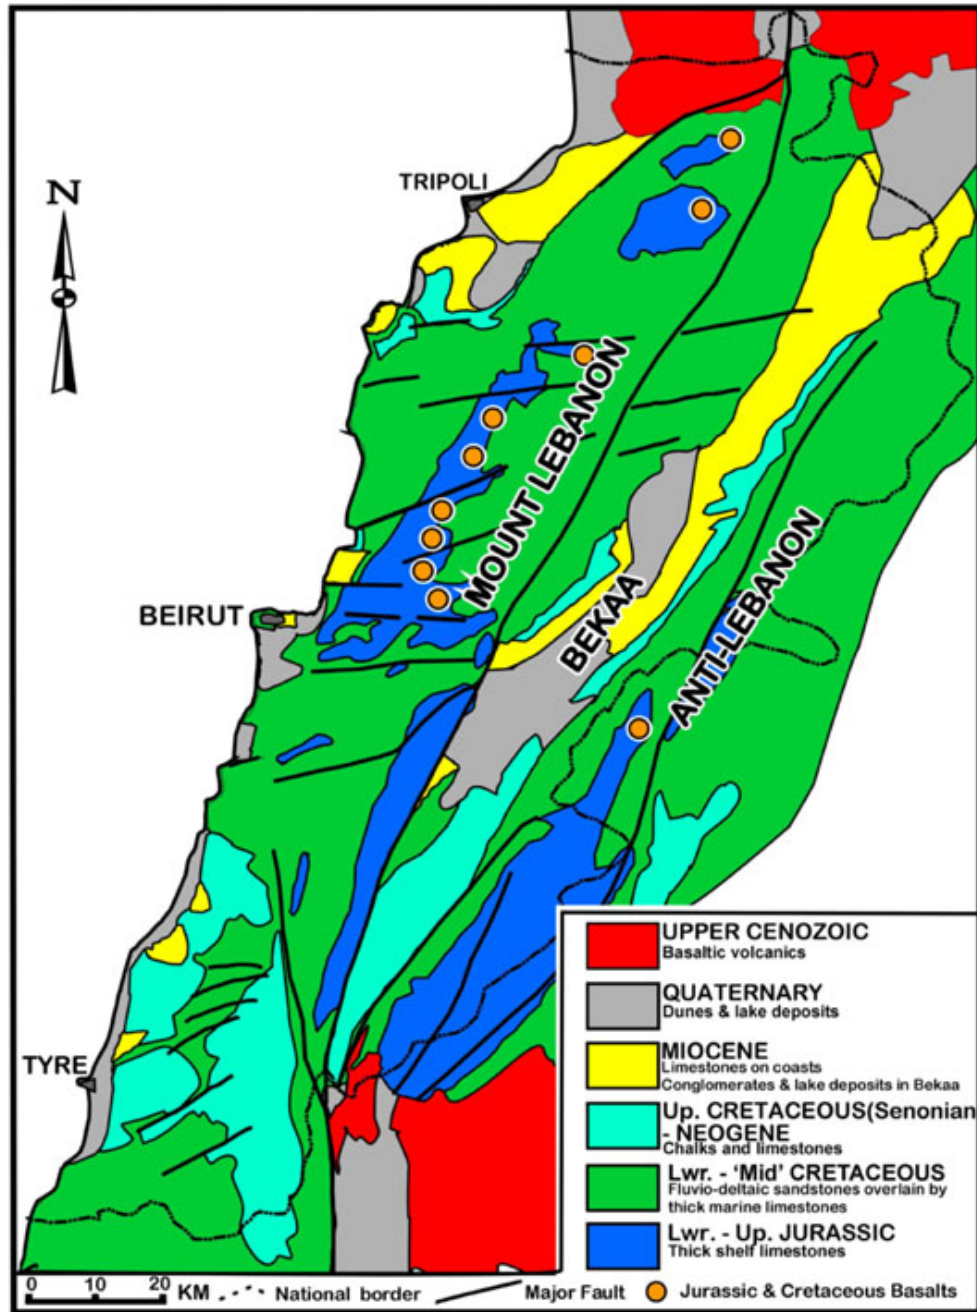 N
TRIPOLI
MOUNT LEBANON
BEIRUT
BEKAA
ANTI-LEBANON
TYRE
UPPER CENOZOIC
Basaltic volcanics
QUATERNARY
Dunes & lake deposits
MIOCENE
Limestones on coasts
Conglomerates & lake deposits in Bekaa
Up. CRETACEOUS(Senonian
- NEOGENE
Chalks and limestones
Lwr. - 'Mid' CRETACEOUS
Fluvio-deltaic sandstones overlain by
thick marine limestones
Lwr. - Up. JURASSIC
Thick shelf limestones
0 10 20 KM National border Major Fault Jurassic & Cretaceous Basalts